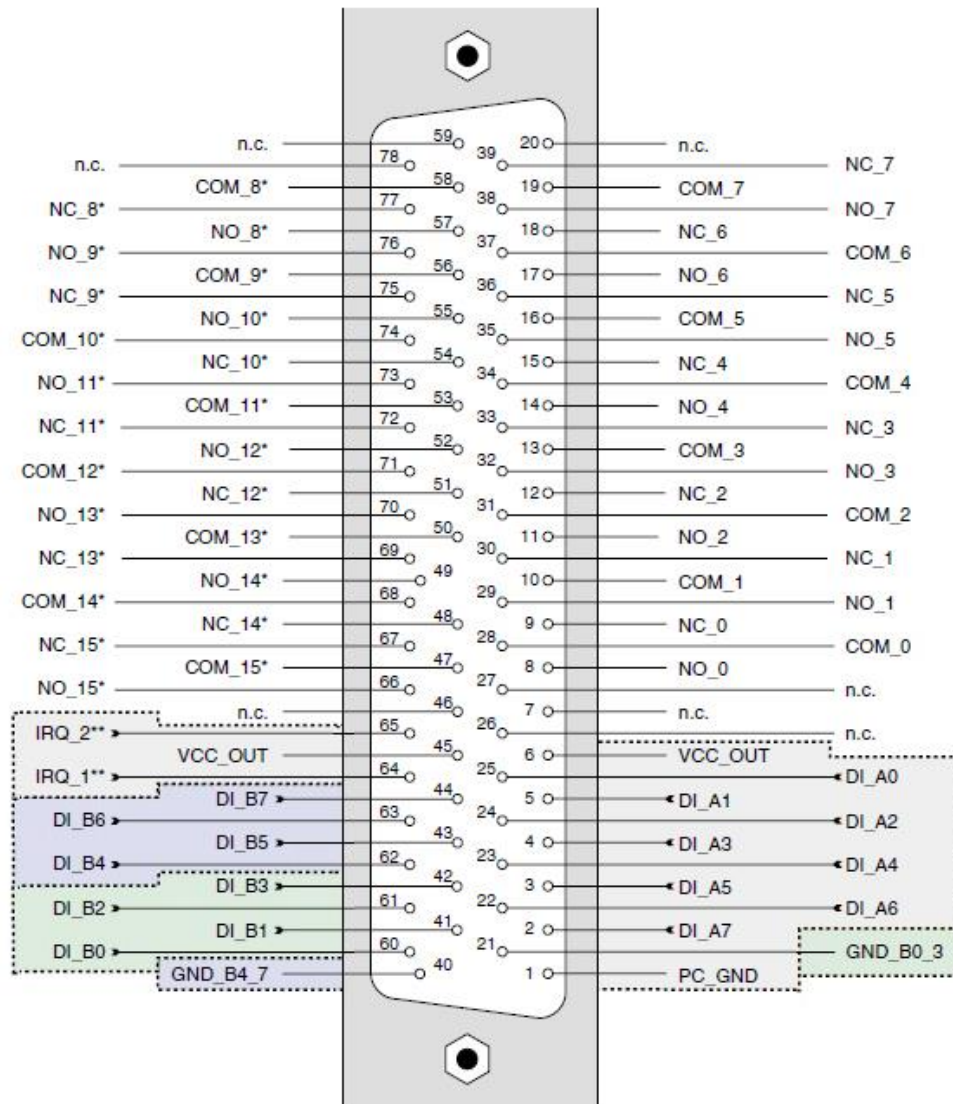 n.c. 59 20 n.c.
n.c. 78 39 NC_7
COM_8* 58 19 COM_7
NC_8* 77 38 NO_7
NO_8* 57 18 NC_6
NO_9* 76 37 COM_6
COM_9* 56 17 NO_6
NC_9* 75 36 NC_5
NO_10* 55 16 COM_5
COM_10* 74 35 NO_5
NC_10* 54 15 NC_4
NO_11* 73 34 COM_4
COM_11* 53 14 NO_4
NC_11* 72 33 NC_3
NO_12* 52 13 COM_3
COM_12* 71 32 NO_3
NC_12* 51 12 NC_2
NO_13* 70 31 COM_2
COM_13* 50 11 NO_2
NC_13* 69 30 NC_1
NO_14* 49 10 COM_1
COM_14* 68 29 NO_1
NC_14* 48 9 NC_0
NC_15* 67 28 COM_0
COM_15* 47 8 NO_0
NO_15* 66 27 n.c.
n.c. 46 7 n.c.
IRQ_2** 65 26 n.c.
VCC_OUT 45 6 VCC_OUT
IRQ_1** 64 25 DI_A0
DI_B7 44 5 DI_A1
DI_B6 63 24 DI_A2
DI_B5 43 4 DI_A3
DI_B4 62 23 DI_A4
DI_B3 42 3 DI_A5
DI_B2 61 22 DI_A6
DI_B1 41 2 DI_A7
DI_B0 60 21 GND_B0_3
GND_B4_7 40 1 PC_GND